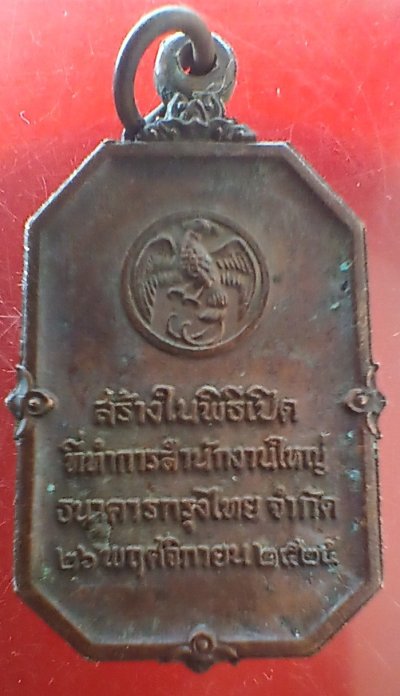 สร้างในพิธีเปิด
ที่ทำการสำนักงานใหญ่
ธนาคารกรุงไทย จำกัด
๒๖ พฤศจิกายน ๒๕๒๕